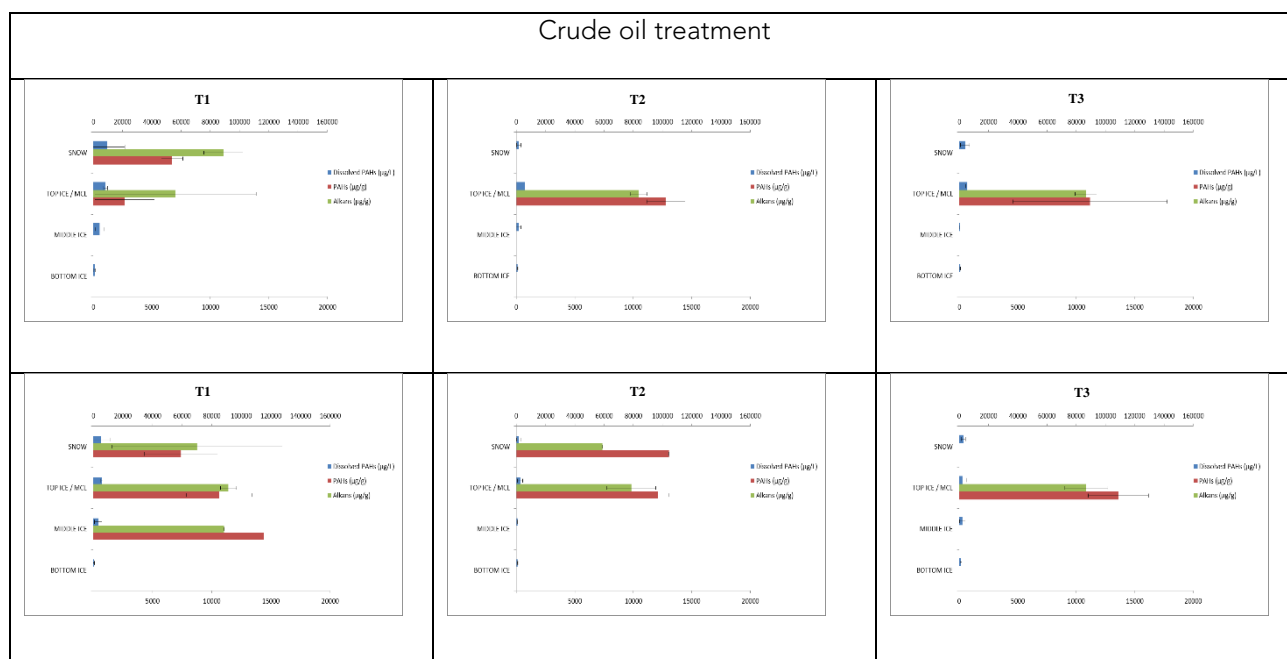 Crude oil treatment
T1
0 20000 40000 60000 80000 100000 120000 140000 160000
SNOW
TOP ICE / MCL
MIDDLE ICE
BOTTOM ICE
Dissolved PAHs (µg/L)
PAHs (µg/g)
Alkans (µg/g)
0 5000 10000 15000 20000
T2
0 20000 40000 60000 80000 100000 120000 140000 160000
SNOW
TOP ICE / MCL
MIDDLE ICE
BOTTOM ICE
Dissolved PAHs (µg/L)
PAHs (µg/g)
Alkans (µg/g)
0 5000 10000 15000 20000
T3
0 20000 40000 60000 80000 100000 120000 140000 160000
SNOW
TOP ICE / MCL
MIDDLE ICE
BOTTOM ICE
Dissolved PAHs (µg/L)
PAHs (µg/g)
Alkans (µg/g)
0 5000 10000 15000 20000
T1
0 20000 40000 60000 80000 100000 120000 140000 160000
SNOW
TOP ICE / MCL
MIDDLE ICE
BOTTOM ICE
Dissolved PAHs (µg/L)
PAHs (µg/g)
Alkans (µg/g)
5000 10000 15000 20000
T2
0 20000 40000 60000 80000 100000 120000 140000 160000
SNOW
TOP ICE / MCL
MIDDLE ICE
BOTTOM ICE
Dissolved PAHs (µg/L)
PAHs (µg/g)
Alkans (µg/g)
0 5000 10000 15000 20000
T3
0 20000 40000 60000 80000 100000 120000 140000 160000
SNOW
TOP ICE / MCL
MIDDLE ICE
BOTTOM ICE
Dissolved PAHs (µg/L)
PAHs (µg/g)
Alkans (µg/g)
0 5000 10000 15000 20000